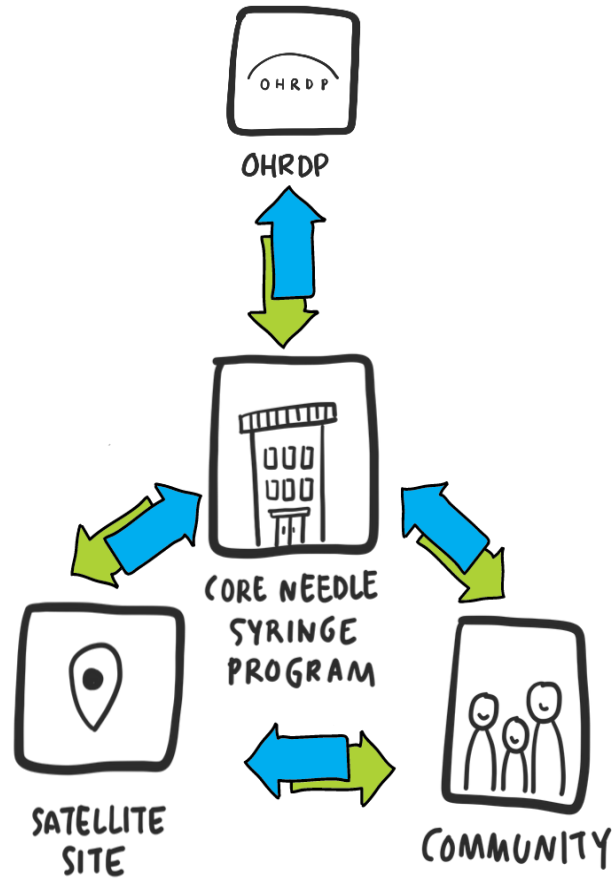 OHRDP
OHRDP
CORE NEEDLE
SYRINGE
PROGRAM
SATELLITE
SITE
COMMUNITY